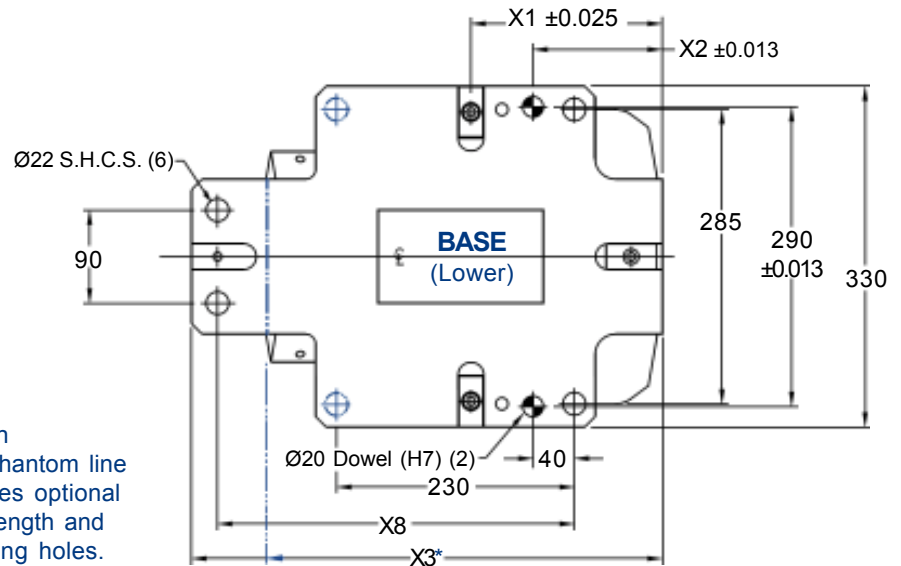 X1 ±0.025
X2 ±0.013
Ø22 S.H.C.S. (6)
90
BASE
(Lower)
285
290
±0.013
330
Ø20 Dowel (H7) (2)
40
230
X8
X3*
hantom line
es optional
ength and
ng holes.